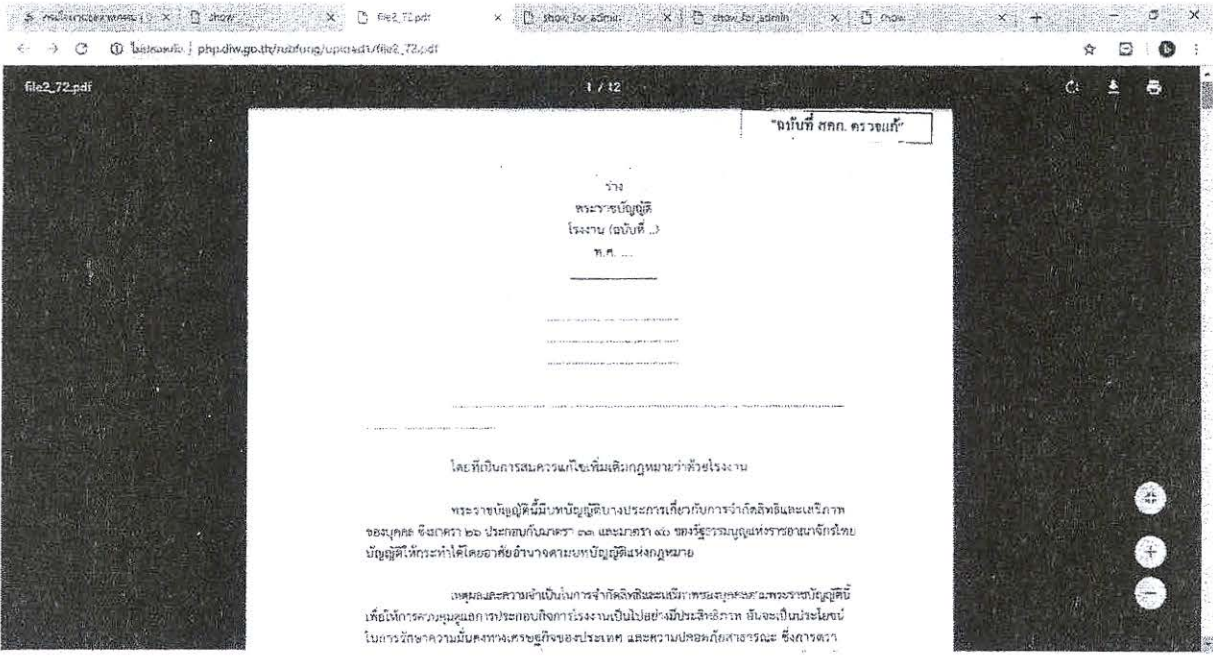 show
file2_72.pdf
show_for_admin
show_for_admin
show
ไม่ปลอดภัย | php.diw.go.th/rubfung/upload1/file2_72.pdf
file2_72.pdf
1 / 12
"ฉบับที่ สคก. ตรวจแก้"
ร่าง
พระราชบัญญัติ
โรงงาน (ฉบับที่ ..)
พ.ศ. ....
โดยที่เป็นการสมควรแก้ไขเพิ่มเติมกฎหมายว่าด้วยโรงงาน
พระราชบัญญัตินี้มีบทบัญญัติบางประการเกี่ยวกับการจำกัดสิทธิและเสรีภาพ
ของบุคคล ซึ่งมาตรา ๒๖ ประกอบกับมาตรา ๓๓ และมาตรา ๔๐ ของรัฐธรรมนูญแห่งราชอาณาจักรไทย
บัญญัติให้กระทำได้โดยอาศัยอำนาจตามบทบัญญัติแห่งกฎหมาย
เหตุผลและความจำเป็นในการจำกัดสิทธิและเสรีภาพของบุคคลตามพระราชบัญญัตินี้
เพื่อให้การควบคุมดูแลการประกอบกิจการโรงงานเป็นไปอย่างมีประสิทธิภาพ อันจะเป็นประโยชน์
ในการรักษาความมั่นคงทางเศรษฐกิจของประเทศ และความปลอดภัยสาธารณะ ซึ่งการตรา